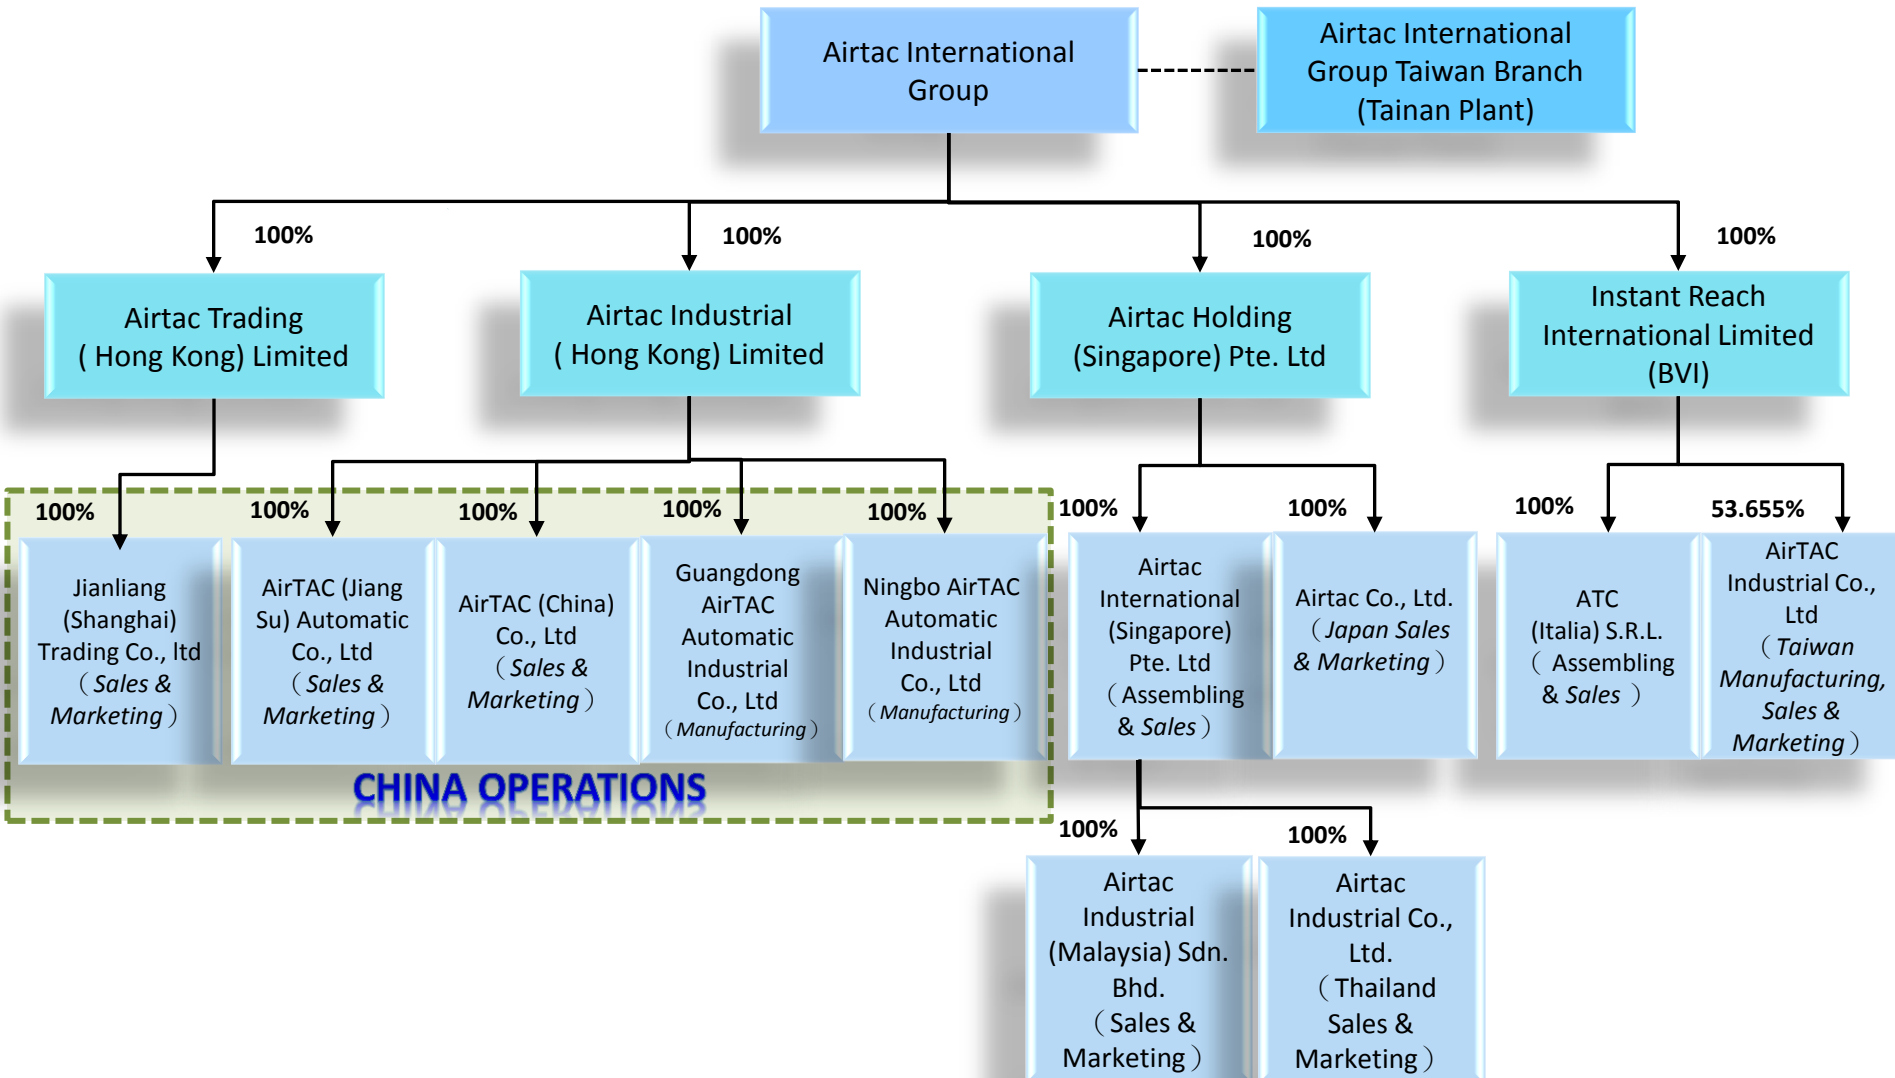 Airtac International
Group
Airtac International
Group Taiwan Branch
(Tainan Plant)
100%
100%
100%
100%
Airtac Trading
( Hong Kong) Limited
Airtac Industrial
( Hong Kong) Limited
Airtac Holding
(Singapore) Pte. Ltd
Instant Reach
International Limited
(BVI)
100%
100%
100%
100%
100%
100%
100%
100%
53.655%
Jianliang
(Shanghai)
Trading Co., ltd
（Sales &
Marketing）
AirTAC (Jiang
Su) Automatic
Co., Ltd
（Sales &
Marketing）
AirTAC (China)
Co., Ltd
（Sales &
Marketing）
Guangdong
AirTAC
Automatic
Industrial
Co., Ltd
（Manufacturing）
Ningbo AirTAC
Automatic
Industrial
Co., Ltd
（Manufacturing）
Airtac
International
(Singapore)
Pte. Ltd
（Assembling
& Sales）
Airtac Co., Ltd.
（Japan Sales
& Marketing）
ATC
(Italia) S.R.L.
（ Assembling
& Sales ）
AirTAC
Industrial Co.,
Ltd
（Taiwan
Manufacturing,
Sales &
Marketing）
CHINA OPERATIONS
100%
100%
Airtac
Industrial
(Malaysia) Sdn.
Bhd.
（Sales &
Marketing）
Airtac
Industrial Co.,
Ltd.
（Thailand
Sales &
Marketing）